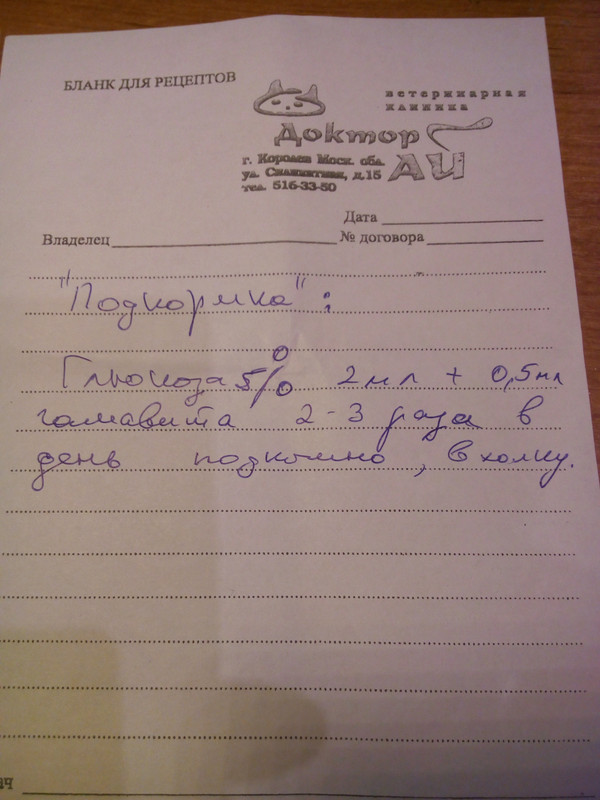 БЛАНК ДЛЯ РЕЦЕПТОВ
ветеринарная
клиника
Доктор
АЙ
г. Королев Моск. обл.
ул. д.15
тел. 516-33-50
Дата
Владелец № договора
"Подкормка":
Глюкоза 5% 2мл + 0,5мл
гамавита 2-3 раза в
день подкожно, в холку.